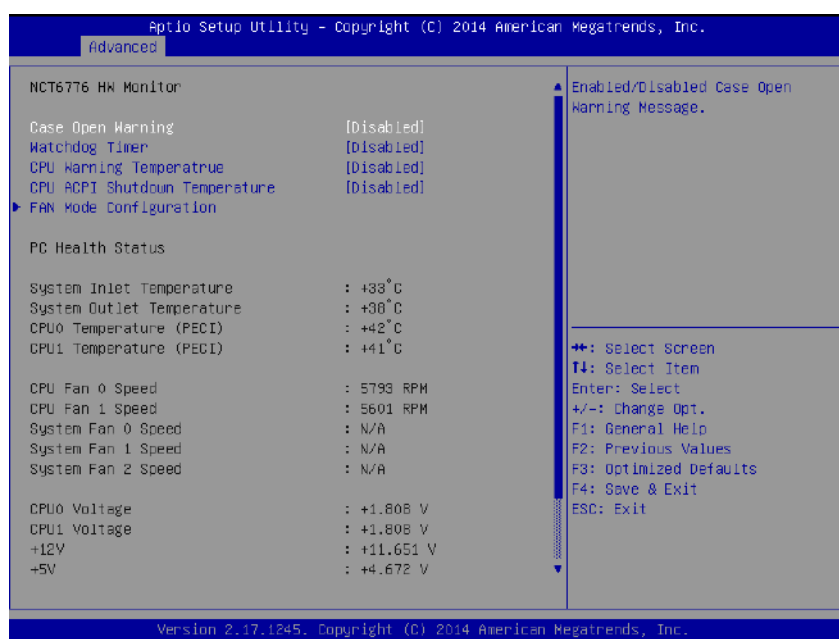 Aptio Setup Utility – Copyright (C) 2014 American Megatrends, Inc.
Advanced
NCT6776 HW Monitor
Case Open Warning [Disabled]
Watchdog Timer [Disabled]
CPU Warning Temperatrue [Disabled]
CPU ACPI Shutdown Temperature [Disabled]
FAN Mode Configuration
PC Health Status
System Inlet Temperature : +33°C
System Outlet Temperature : +38°C
CPU0 Temperature (PECI) : +42°C
CPU1 Temperature (PECI) : +41°C
CPU Fan 0 Speed : 5793 RPM
CPU Fan 1 Speed : 5601 RPM
System Fan 0 Speed : N/A
System Fan 1 Speed : N/A
System Fan 2 Speed : N/A
CPU0 Voltage : +1.808 V
CPU1 Voltage : +1.808 V
+12V : +11.651 V
+5V : +4.672 V
Enabled/Disabled Case Open
Warning Message.
→←: Select Screen
↑↓: Select Item
Enter: Select
+/-: Change Opt.
F1: General Help
F2: Previous Values
F3: Optimized Defaults
F4: Save & Exit
ESC: Exit
Version 2.17.1245. Copyright (C) 2014 American Megatrends, Inc.